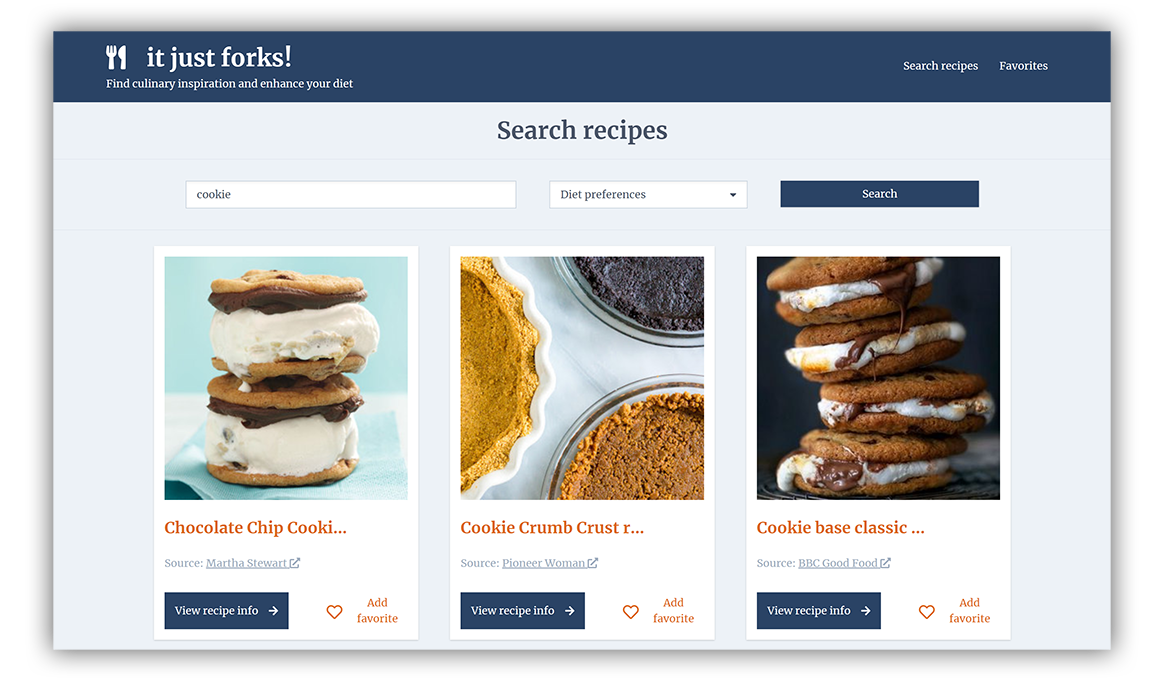 it just forks!
Find culinary inspiration and enhance your diet
Search recipes
Favorites
Search recipes
cookie
Diet preferences
Search
Chocolate Chip Cooki...
Source: Martha Stewart
View recipe info
Add
favorite
Cookie Crumb Crust r...
Source: Pioneer Woman
View recipe info
Add
favorite
Cookie base classic ...
Source: BBC Good Food
View recipe info
Add
favorite